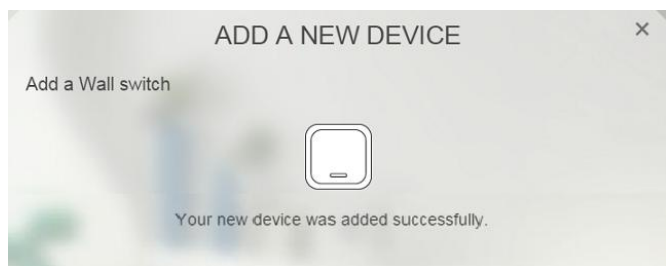 ADD A NEW DEVICE
Add a Wall switch
Your new device was added successfully.